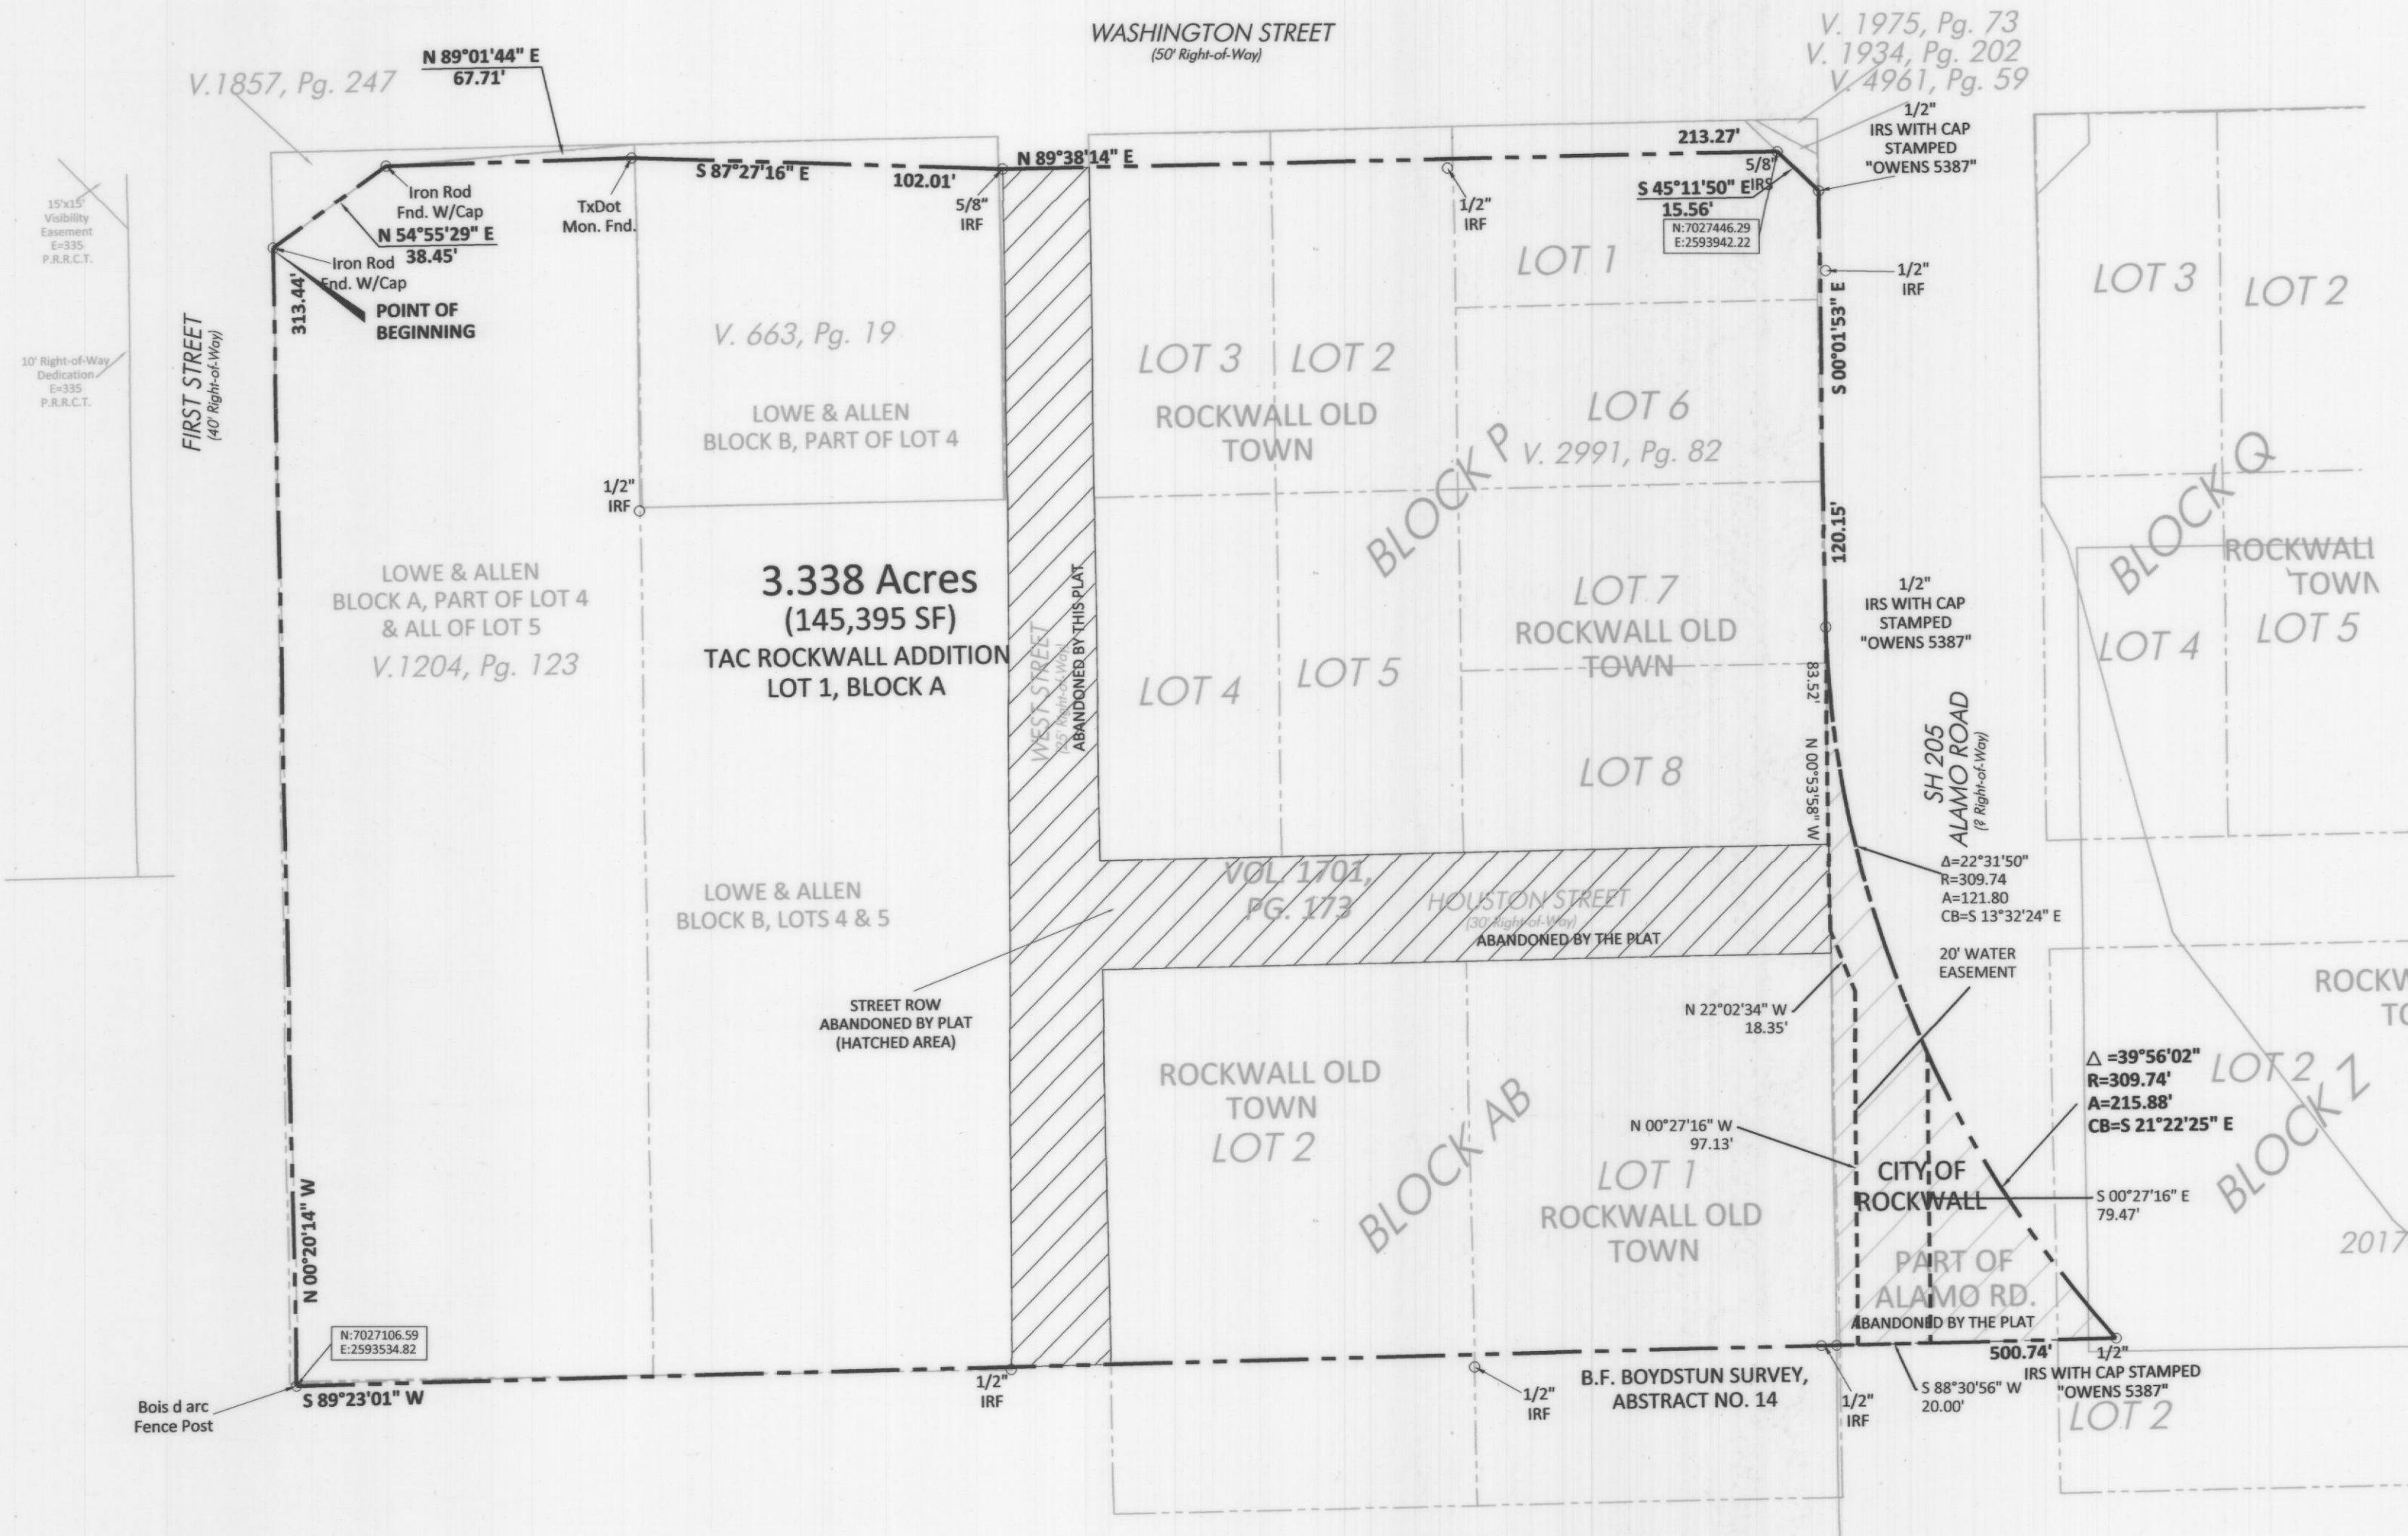 WASHINGTON STREET
(50' Right-of-Way)
V.1857, Pg. 247
N 89°01'44" E
67.71'
V. 1975, Pg. 73
V. 1934, Pg. 202
V. 4961, Pg. 59
1/2"
IRS WITH CAP
STAMPED
"OWENS 5387"
15'x15'
Visibility
Easement
E=335
P.R.R.C.T.
10' Right-of-Way
Dedication
E=335
P.R.R.C.T.
FIRST STREET
(40' Right-of-Way)
Iron Rod
Fnd. W/Cap
N 54°55'29" E
38.45'
Iron Rod
Fnd. W/Cap
POINT OF
BEGINNING
313.44'
TxDot
Mon. Fnd.
S 87°27'16" E
102.01'
5/8"
IRF
N 89°38'14" E
213.27'
1/2"
IRF
5/8"
IRS
S 45°11'50" E
15.56'
N:7027446.29
E:2593942.22
1/2"
IRF
S 00°01'53" E
120.15'
LOT 1
LOT 3
LOT 2
V. 663, Pg. 19
LOWE & ALLEN
BLOCK B, PART OF LOT 4
LOT 3
LOT 2
ROCKWALL OLD
TOWN
LOT 6
V. 2991, Pg. 82
BLOCK P
BLOCK Q
1/2"
IRF
LOWE & ALLEN
BLOCK A, PART OF LOT 4
& ALL OF LOT 5
V.1204, Pg. 123
3.338 Acres
(145,395 SF)
TAC ROCKWALL ADDITION
LOT 1, BLOCK A
WEST STREET
(25' Right-of-Way)
ABANDONED BY THIS PLAT
LOT 4
LOT 5
LOT 7
ROCKWALL OLD
TOWN
LOT 8
1/2"
IRS WITH CAP
STAMPED
"OWENS 5387"
83.52'
N 00°53'58" W
SH 205
ALAMO ROAD
(? Right-of-Way)
ROCKWALL
TOWN
LOT 4
LOT 5
Δ=22°31'50"
R=309.74
A=121.80
CB=S 13°32'24" E
20' WATER
EASEMENT
LOWE & ALLEN
BLOCK B, LOTS 4 & 5
VOL. 1701,
PG. 173
HOUSTON STREET
(30' Right-of-Way)
ABANDONED BY THE PLAT
STREET ROW
ABANDONED BY PLAT
(HATCHED AREA)
N 22°02'34" W
18.35'
ROCKW
TO
Δ =39°56'02"
R=309.74'
A=215.88'
CB=S 21°22'25" E
LOT 2
BLOCK Z
ROCKWALL OLD
TOWN
LOT 2
BLOCK AB
N 00°27'16" W
97.13'
LOT 1
ROCKWALL OLD
TOWN
CITY OF
ROCKWALL
S 00°27'16" E
79.47'
2017
PART OF
ALAMO RD.
ABANDONED BY THE PLAT
N 00°20'14" W
N:7027106.59
E:2593534.82
Bois d arc
Fence Post
S 89°23'01" W
1/2"
IRF
1/2"
IRF
B.F. BOYDSTUN SURVEY,
ABSTRACT NO. 14
1/2"
IRF
S 88°30'56" W
20.00'
500.74'
1/2"
IRS WITH CAP STAMPED
"OWENS 5387"
LOT 2